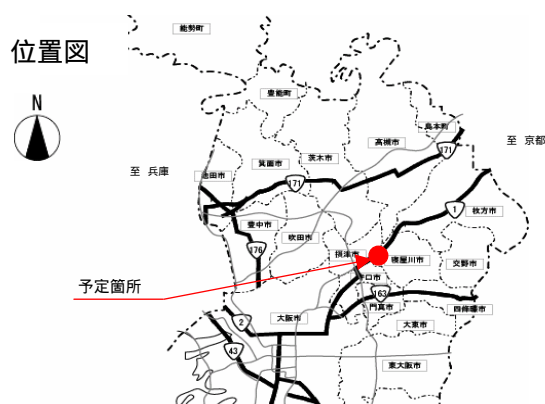 能勢町
位置図
豊能町
N
島本町
高槻市
171
至 京都
茨木市
箕面市
至 兵庫
池田市
171
1
枚方市
豊中市
吹田市
176
摂津市
寝屋川市
交野市
口市
予定箇所
163
門真市
四條畷市
2
大阪市
大東市
43
東大阪市